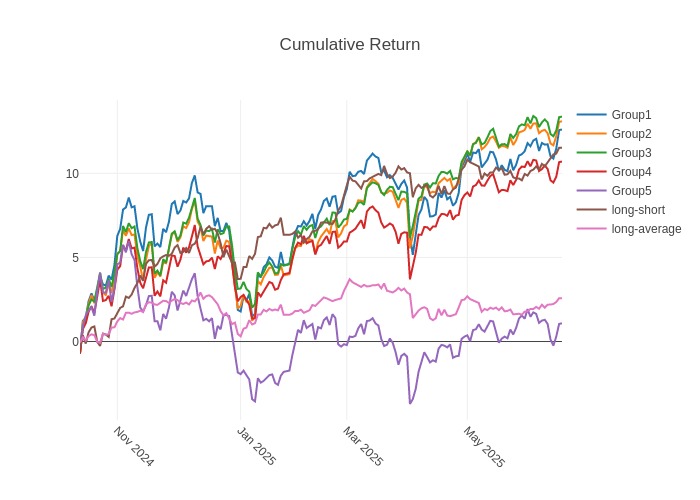 Cumulative Return
Group1
Group2
Group3
Group4
Group5
long-short
long-average
10
5
0
Nov 2024
Jan 2025
Mar 2025
May 2025